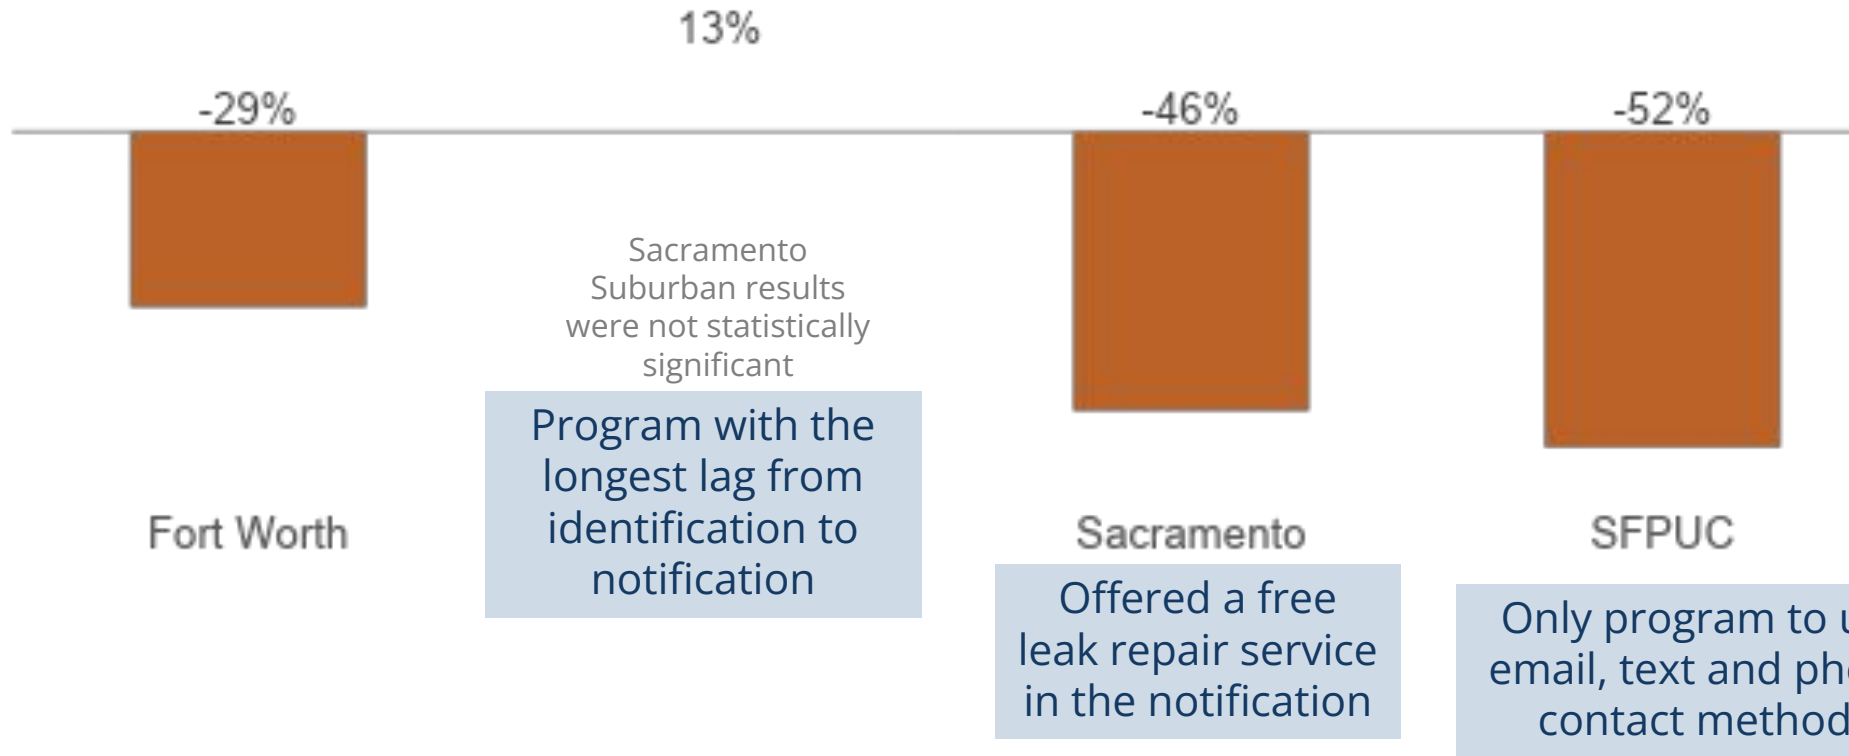 13%
-29%
-46%
-52%
Sacramento
Suburban results
were not statistically
significant
Program with the
longest lag from
identification to
notification
Fort Worth
Sacramento
SFPUC
Offered a free
leak repair service
in the notification
Only program to
email, text and
contact